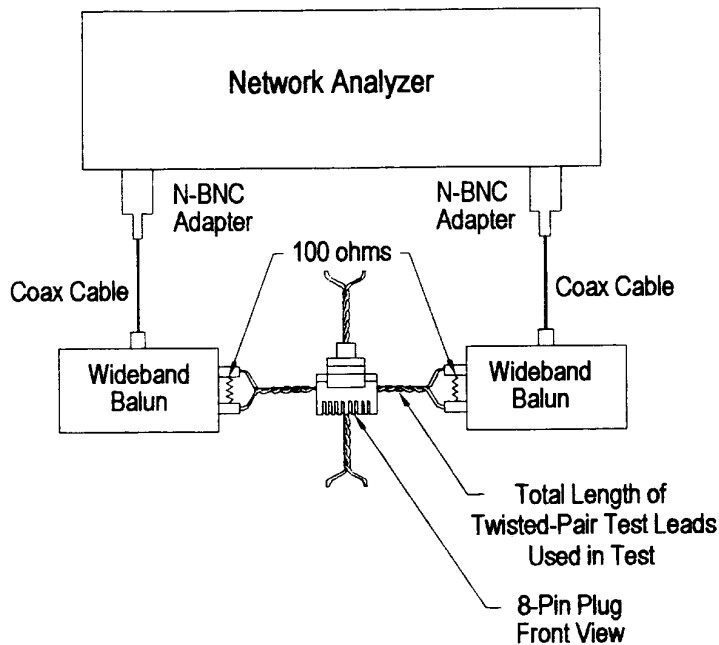 Network Analyzer
N-BNC
Adapter
N-BNC
Adapter
100 ohms
Coax Cable
Coax Cable
Wideband
Balun
Wideband
Balun
Total Length of
Twisted-Pair Test Leads
Used in Test
8-Pin Plug
Front View